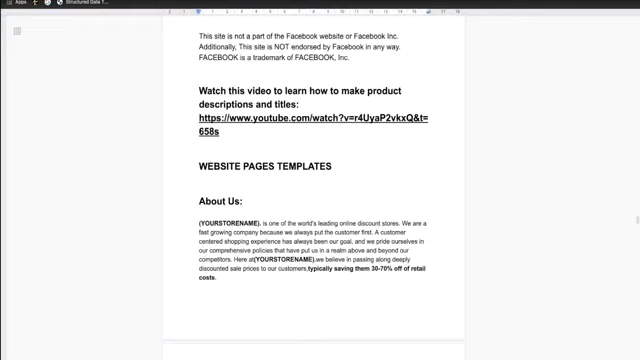 Apps
Structured Data T...
This site is not a part of the Facebook website or Facebook Inc.
Additionally, This site is NOT endorsed by Facebook in any way.
FACEBOOK is a trademark of FACEBOOK, Inc.
Watch this video to learn how to make product
descriptions and titles:
https://www.youtube.com/watch?v=r4UyaP2vkxQ&t=
658s
WEBSITE PAGES TEMPLATES
About Us:
(YOURSTORENAME). is one of the world's leading online discount stores. We are a
fast growing company because we always put the customer first. A customer
centered shopping experience has always been our goal, and we pride ourselves in
our comprehensive policies that have put us in a realm above and beyond our
competitors. Here at(YOURSTORENAME).we believe in passing along deeply
discounted sale prices to our customers,typically saving them 30-70% off of retail
costs.